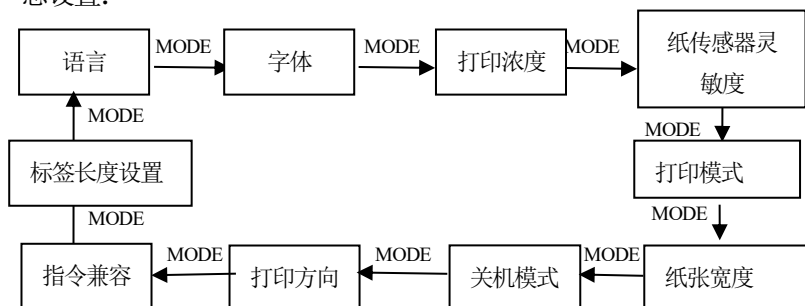 息设置：
MODE
MODE
MODE
语言
字体
打印浓度
纸传感器灵
敏度
MODE
MODE
标签长度设置
打印模式
MODE
MODE
MODE
MODE
MODE
指令兼容
打印方向
关机模式
纸张宽度